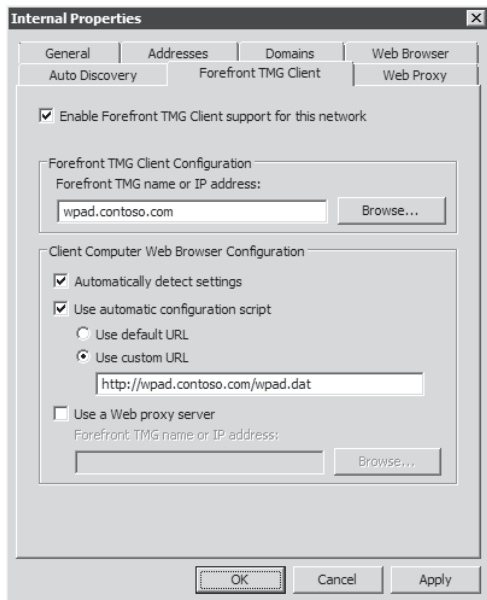 Internal Properties
General Addresses Domains Web Browser
Auto Discovery Forefront TMG Client Web Proxy
Enable Forefront TMG Client support for this network
Forefront TMG Client Configuration
Forefront TMG name or IP address:
wpad.contoso.com Browse...
Client Computer Web Browser Configuration
Automatically detect settings
Use automatic configuration script
Use default URL
Use custom URL
http://wpad.contoso.com/wpad.dat
Use a Web proxy server
Forefront TMG name or IP address:
Browse...
OK Cancel Apply